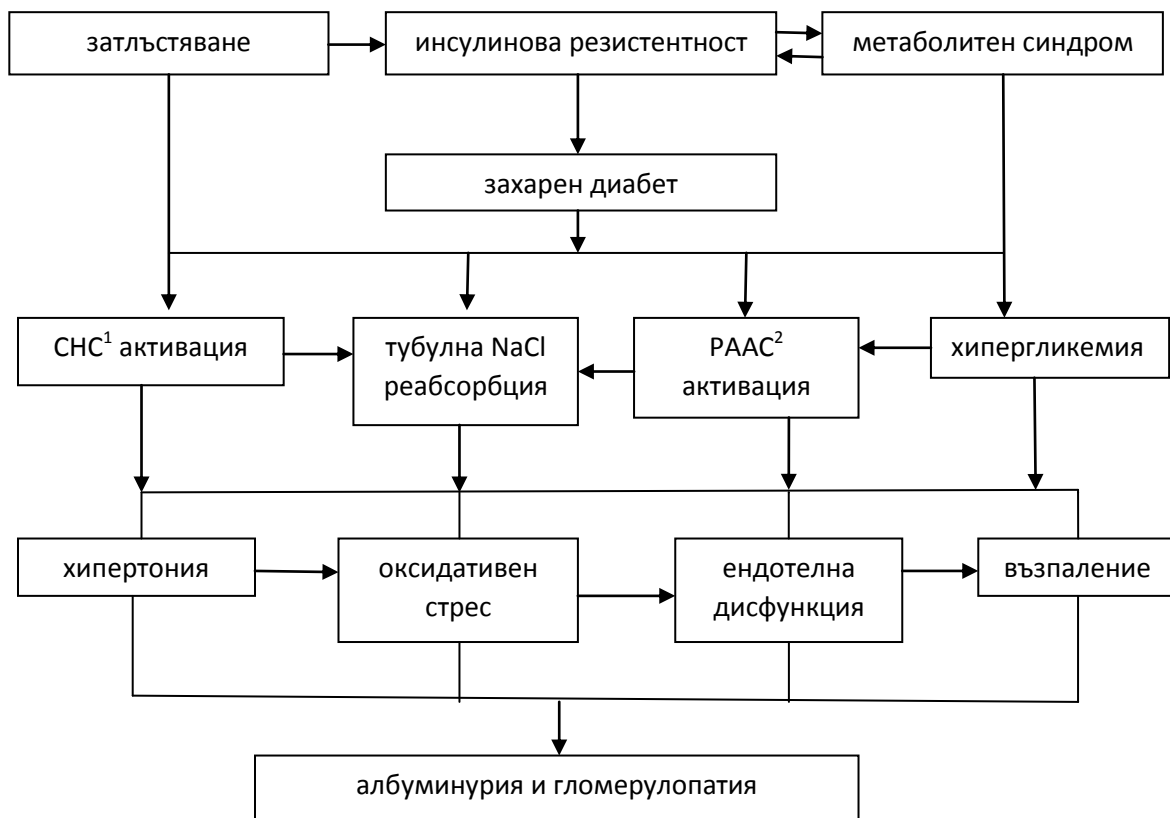 затлъстяване
инсулинова резистентност
метаболитен синдром
захарен диабет
СНС¹ активация
тубулна NaCl
реабсорбция
РААС²
активация
хипергликемия
хипертония
оксидативен
стрес
ендотелна
дисфункция
възпаление
албуминурия и гломерулопатия